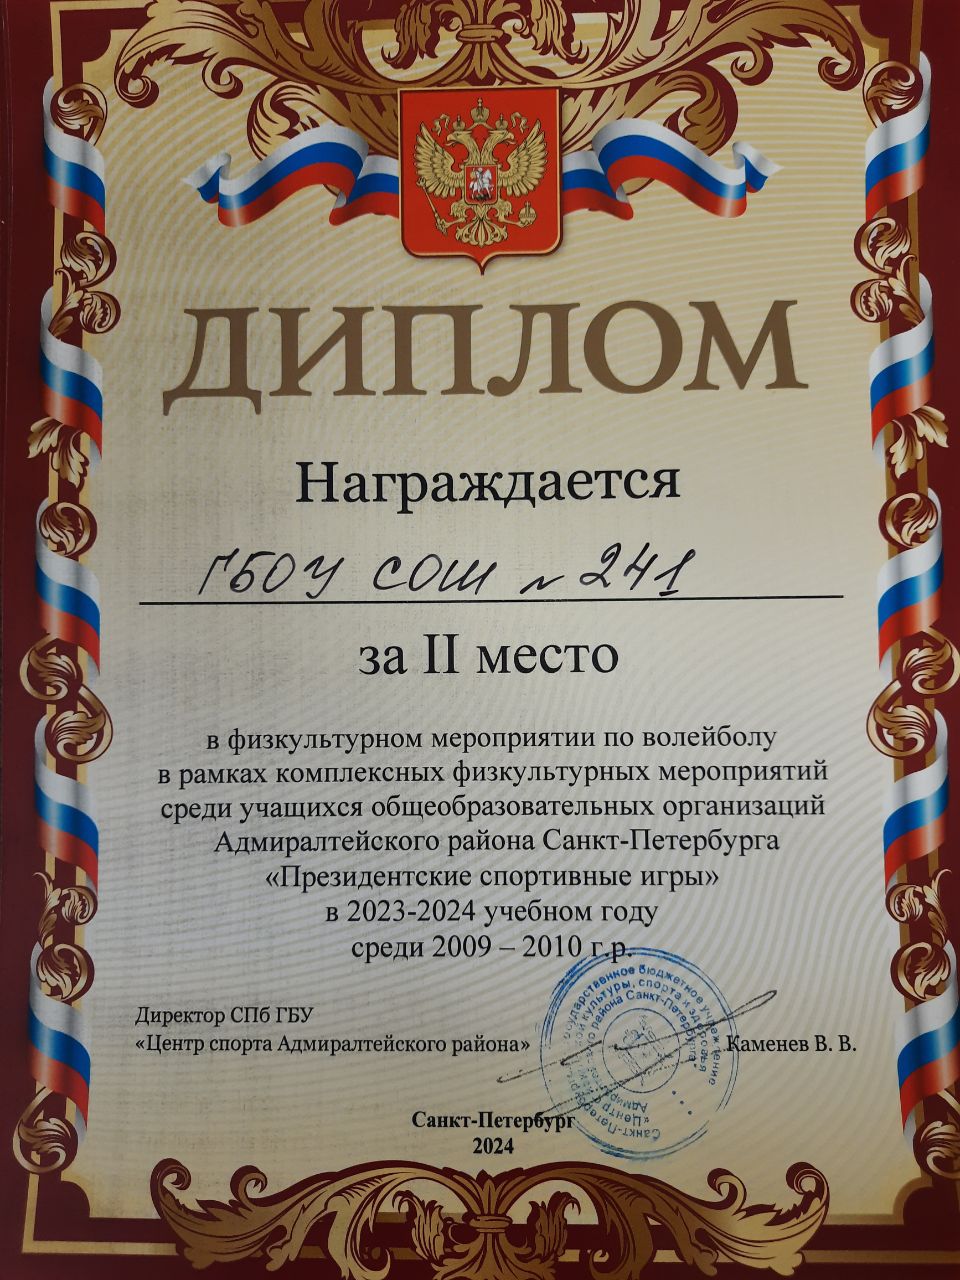 ДИПЛОМ
Награждается
ГБОУ СОШ № 241
за II место
в физкультурном мероприятии по волейболу
в рамках комплексных физкультурных мероприятий
среди учащихся общеобразовательных организаций
Адмиралтейского района Санкт-Петербурга
«Президентские спортивные игры»
в 2023-2024 учебном году
среди 2009 – 2010 г.р.
Директор СПб ГБУ
«Центр спорта Адмиралтейского района»
Каменев В. В.
Санкт-Петербург
2024